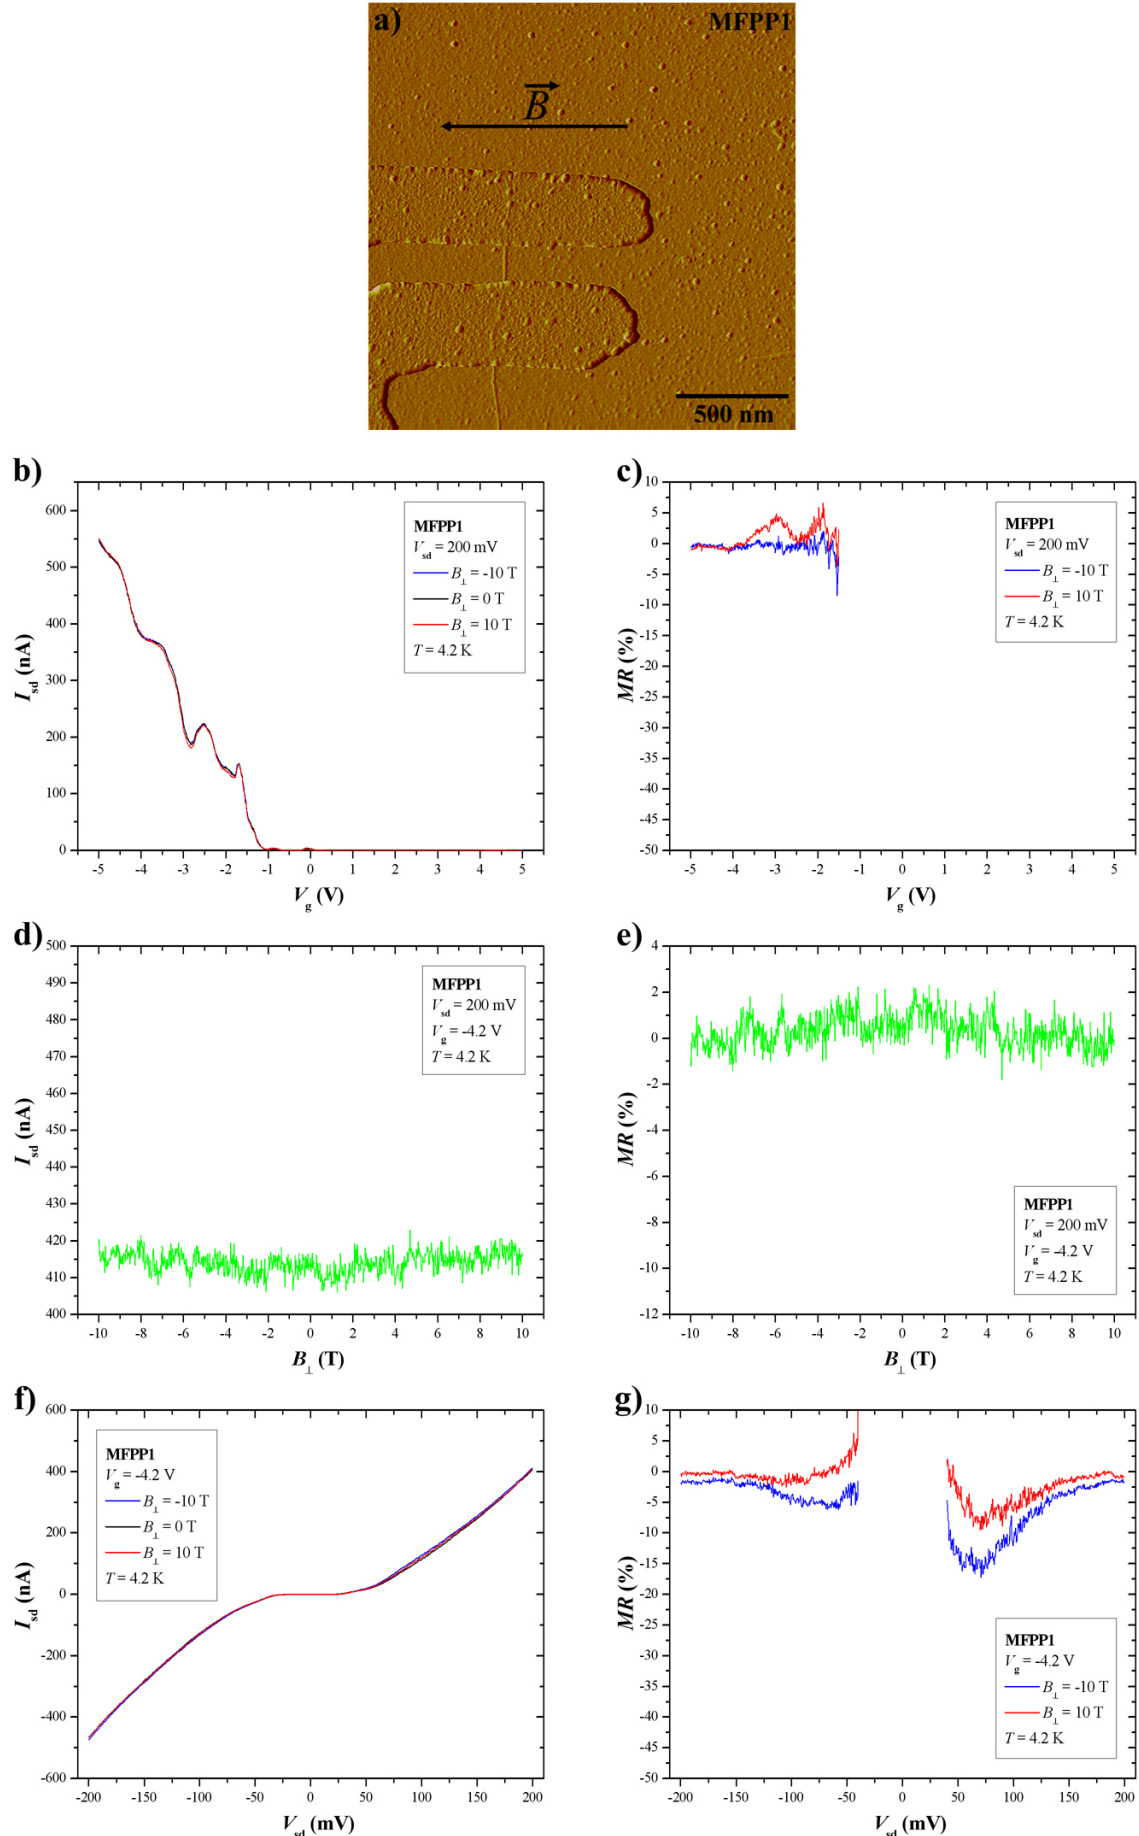 a)
MFPP1
B
500 nm
b)
600
500
400
300
200
100
0
-5 -4 -3 -2 -1 0 1 2 3 4 5
I_sd (nA)
V_g (V)
MFPP1
V_sd = 200 mV
B_⊥ = -10 T
B_⊥ = 0 T
B_⊥ = 10 T
T = 4.2 K
c)
10
5
0
-5
-10
-15
-20
-25
-30
-35
-40
-45
-50
-5 -4 -3 -2 -1 0 1 2 3 4 5
MR (%)
V_g (V)
MFPP1
V_sd = 200 mV
B_⊥ = -10 T
B_⊥ = 10 T
T = 4.2 K
d)
500
490
480
470
460
450
440
430
420
410
400
-10 -8 -6 -4 -2 0 2 4 6 8 10
I_sd (nA)
B_⊥ (T)
MFPP1
V_sd = 200 mV
V_g = -4.2 V
T = 4.2 K
e)
4
2
0
-2
-4
-6
-8
-10
-12
-10 -8 -6 -4 -2 0 2 4 6 8 10
MR (%)
B_⊥ (T)
MFPP1
V_sd = 200 mV
V_g = -4.2 V
T = 4.2 K
f)
600
400
200
0
-200
-400
-600
-200 -150 -100 -50 0 50 100 150 200
I_sd (nA)
V_sd (mV)
MFPP1
V_g = -4.2 V
B_⊥ = -10 T
B_⊥ = 0 T
B_⊥ = 10 T
T = 4.2 K
g)
10
5
0
-5
-10
-15
-20
-25
-30
-35
-40
-45
-50
-200 -150 -100 -50 0 50 100 150 200
MR (%)
V_sd (mV)
MFPP1
V_g = -4.2 V
B_⊥ = -10 T
B_⊥ = 10 T
T = 4.2 K